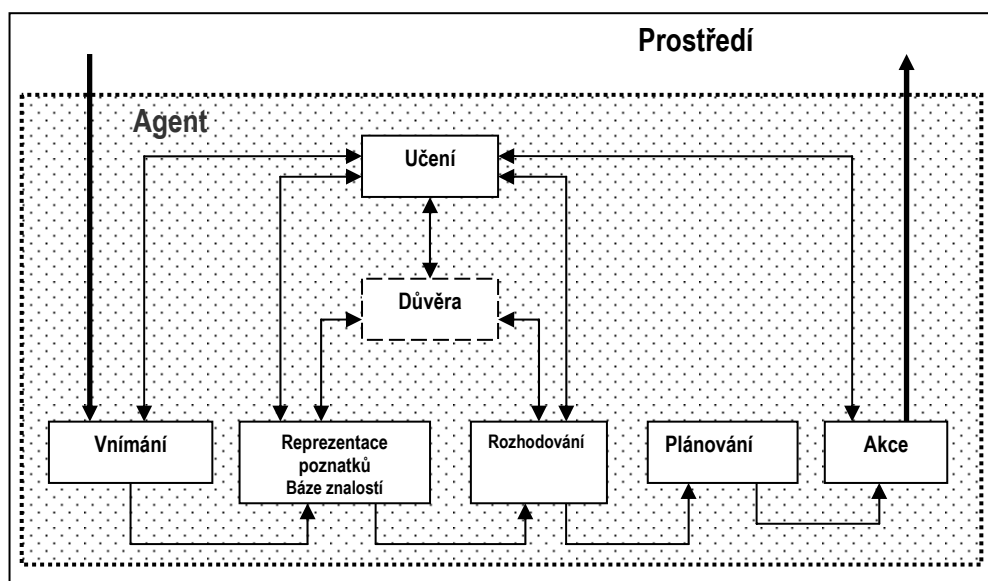 Prostředí
Agent
Učení
Důvěra
Vnímání
Reprezentace
poznatků
Báze znalostí
Rozhodování
Plánování
Akce